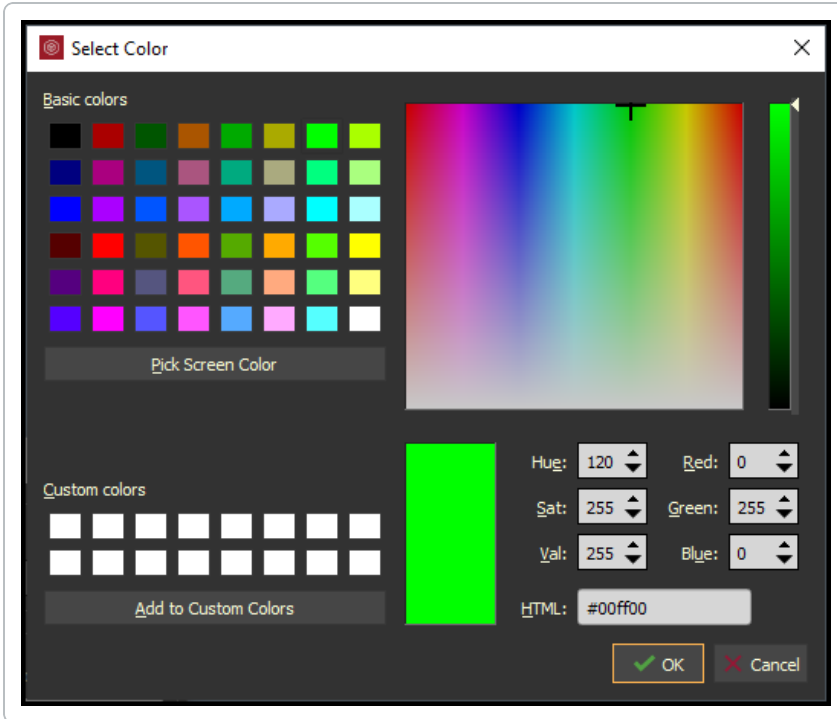 Select Color
Basic colors
Pick Screen Color
Custom colors
Add to Custom Colors
Hue: 120
Red: 0
Sat: 255
Green: 255
Val: 255
Blue: 0
HTML: #00ff00
OK
Cancel